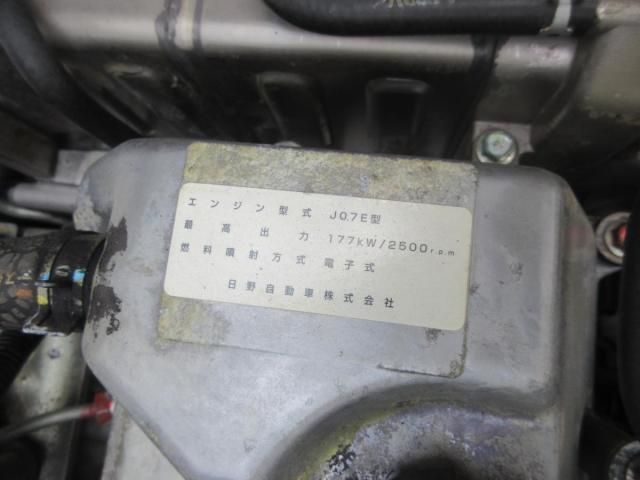 エンジン型式 J07E型
最高出力 177kW/2500r.p.m
燃料噴射方式 電子式
日野自動車株式会社